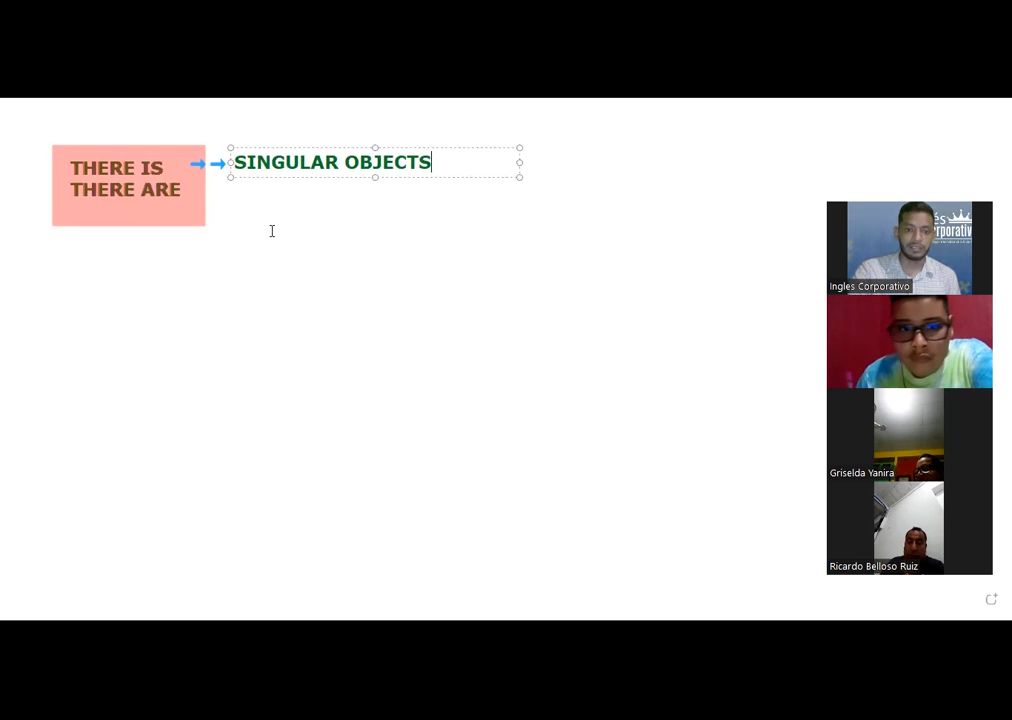 THERE IS
THERE ARE
SINGULAR OBJECTS
Ingles Corporativo
Griselda Yanira
Ricardo Belloso Ruiz